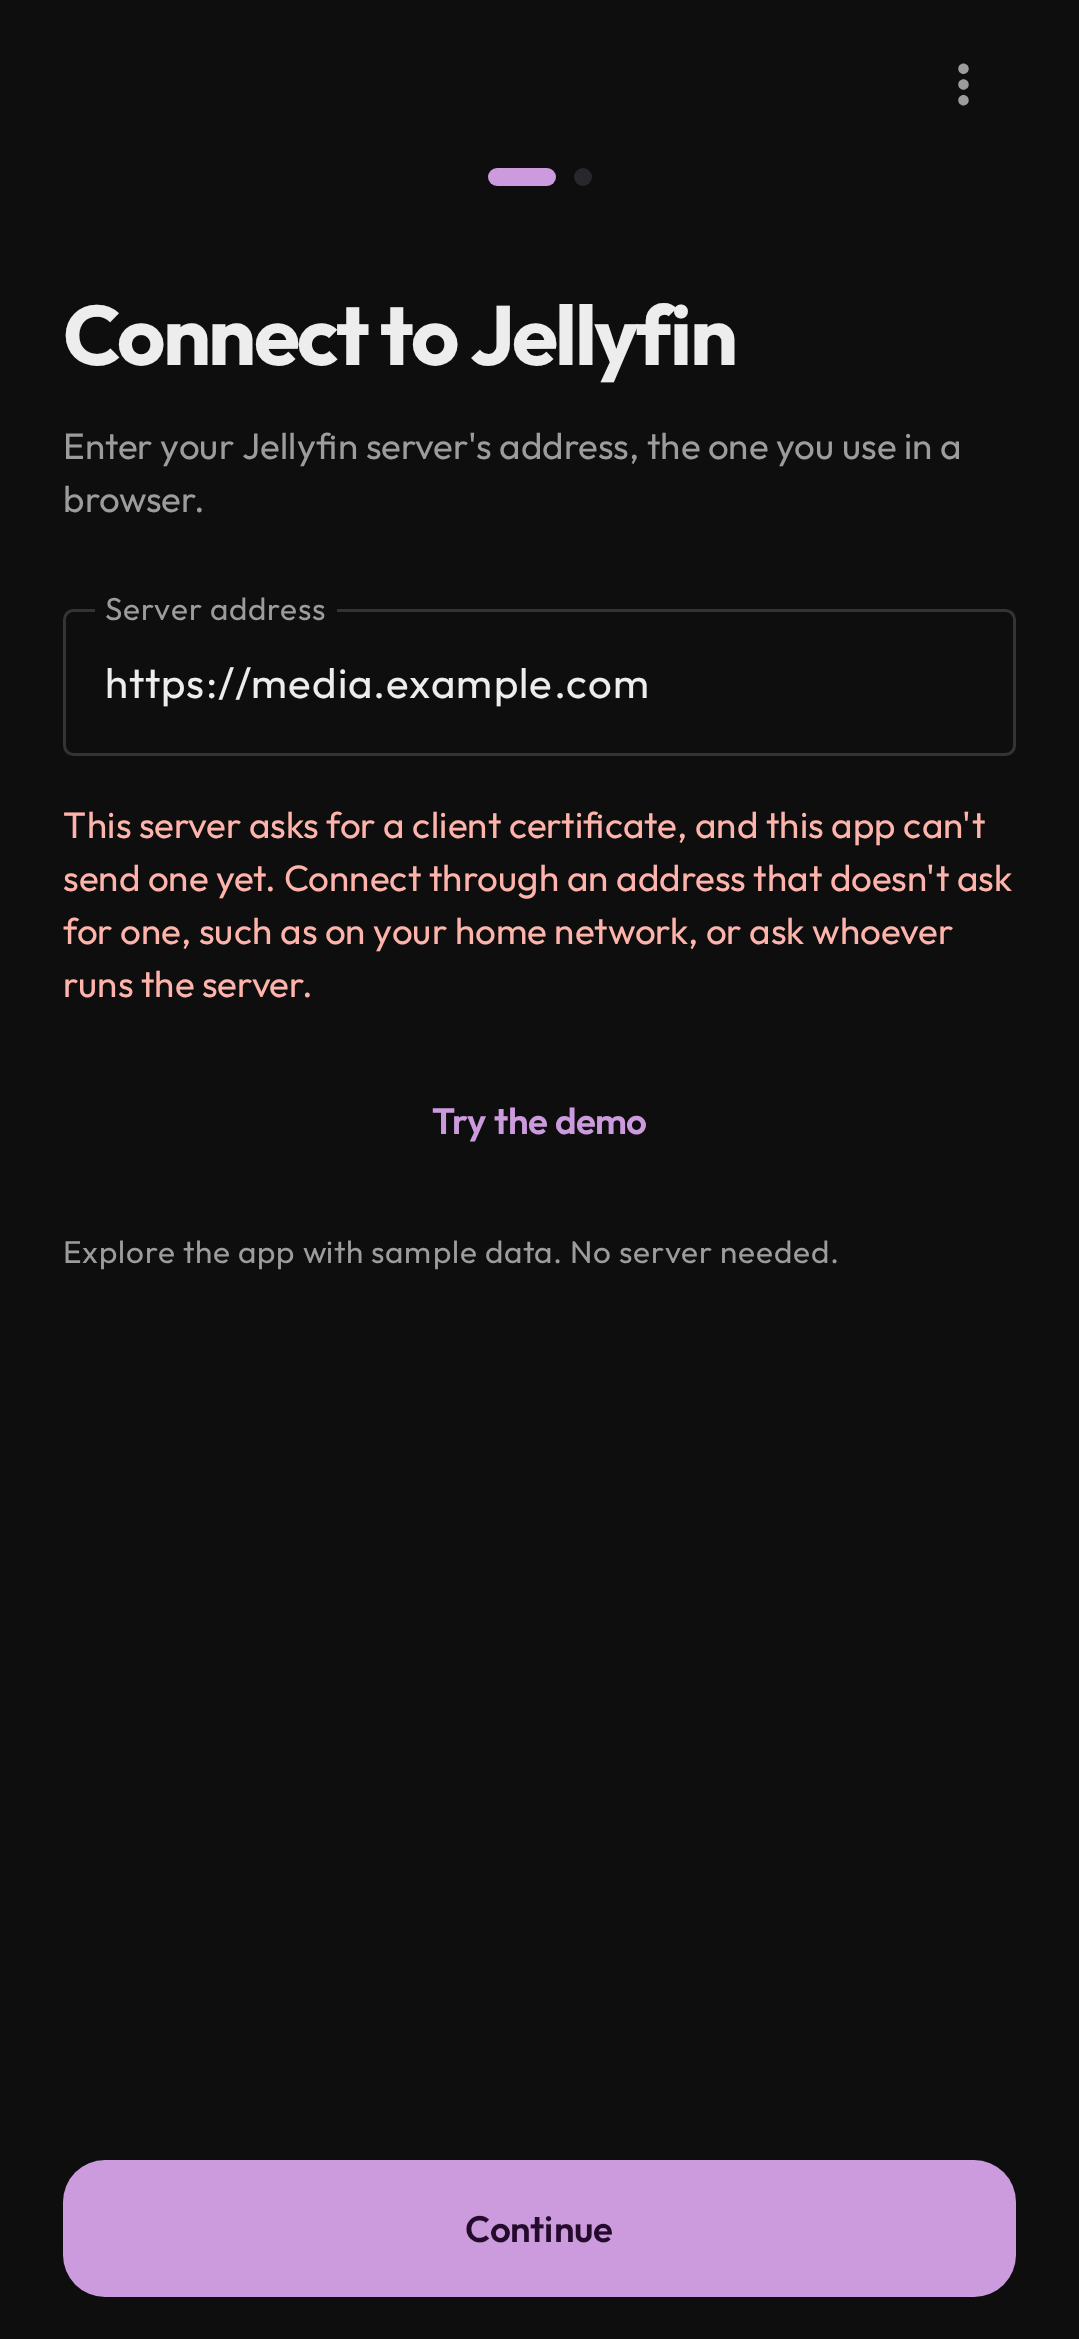 Connect to Jellyfin
Enter your Jellyfin server's address, the one you use in a
browser.
Server address
https://media.example.com
This server asks for a client certificate, and this app can't
send one yet. Connect through an address that doesn't ask
for one, such as on your home network, or ask whoever
runs the server.
Try the demo
Explore the app with sample data. No server needed.
Continue